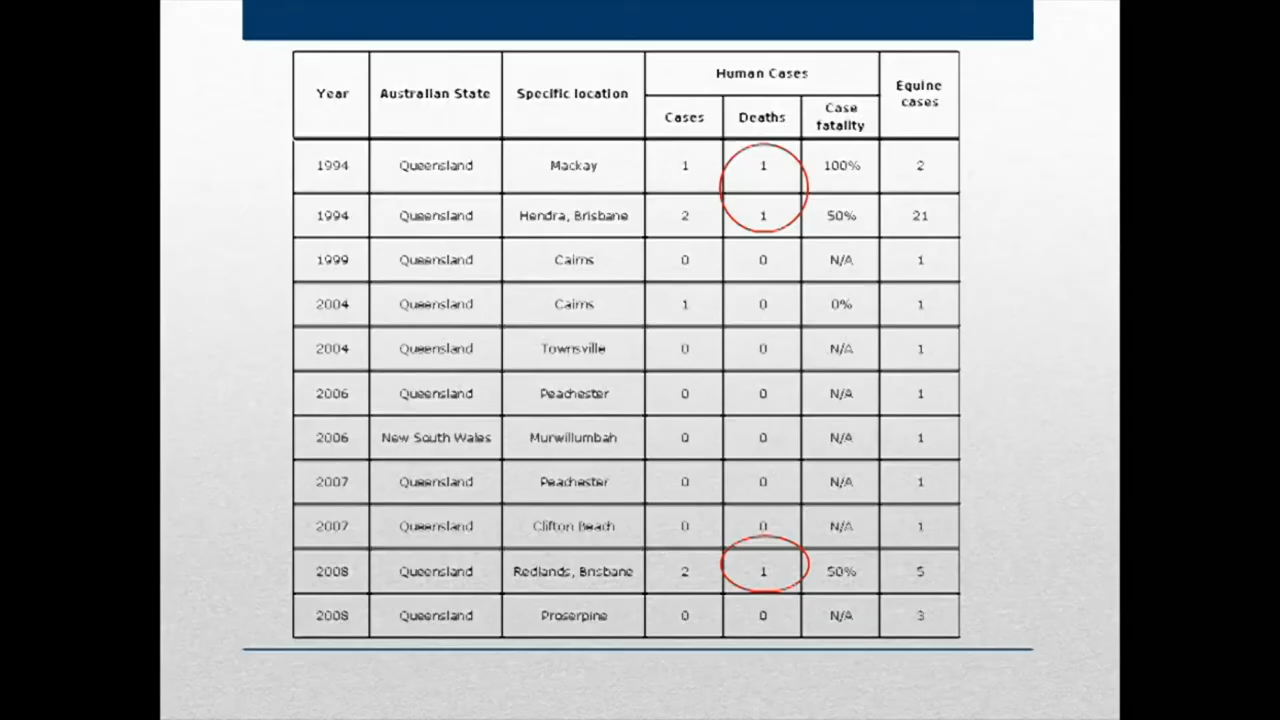 Year Australian State Specific location Human Cases Equine cases
Cases Deaths Case fatality
1994 Queensland Mackay 1 1 100% 2
1994 Queensland Hendra, Brisbane 2 1 50% 21
1999 Queensland Cairns 0 0 N/A 1
2004 Queensland Cairns 1 0 0% 1
2004 Queensland Townsville 0 0 N/A 1
2006 Queensland Peachester 0 0 N/A 1
2006 New South Wales Murwillumbah 0 0 N/A 1
2007 Queensland Peachester 0 0 N/A 1
2007 Queensland Clifton Beach 0 0 N/A 1
2008 Queensland Redlands, Brisbane 2 1 50% 5
2008 Queensland Proserpine 0 0 N/A 3